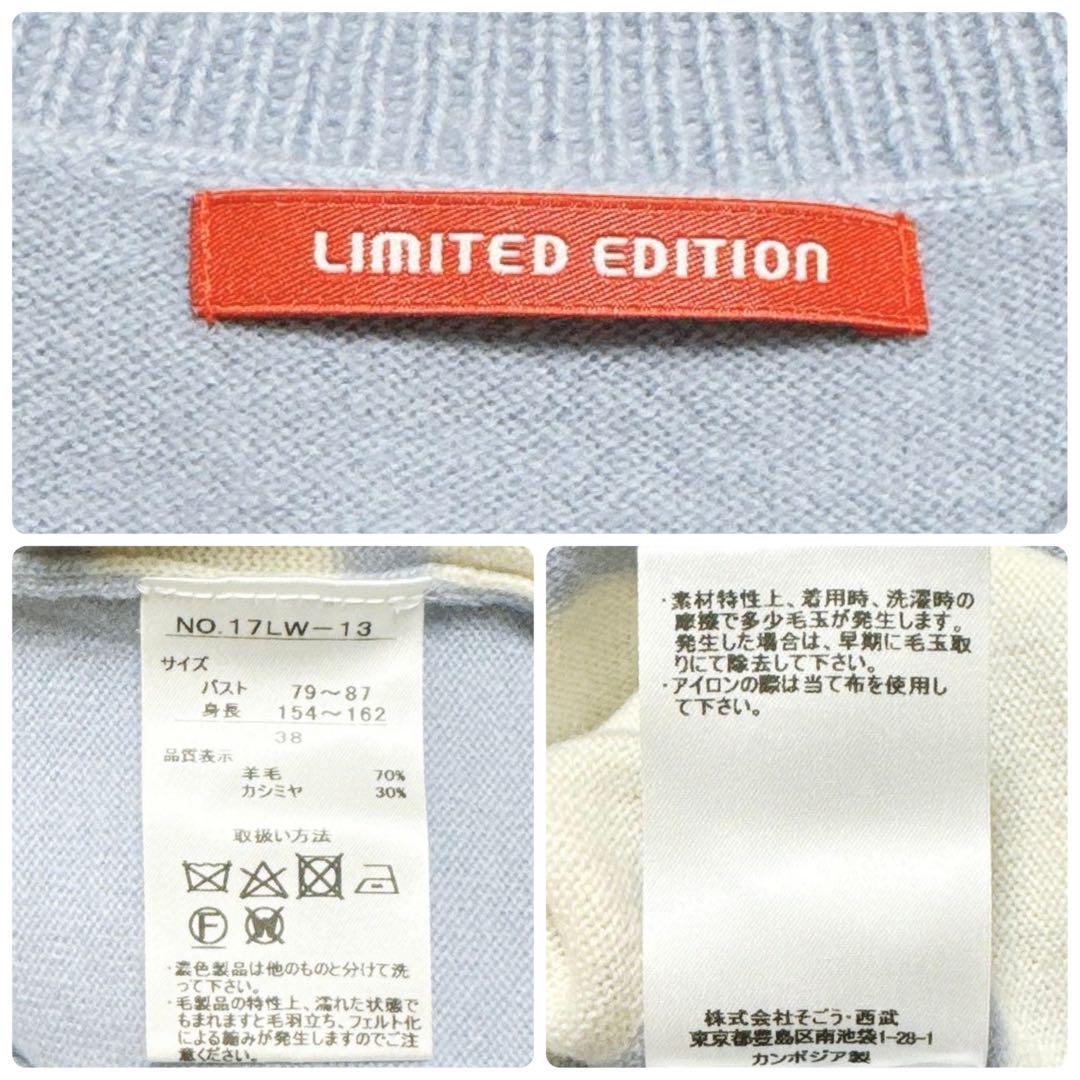 LIMITED EDITION
NO.17LW-13
サイズ
バスト 79〜87
身長 154〜162
38
品質表示
羊毛 70%
カシミヤ 30%
取扱い方法
F W
・濃色製品は他のものと分けて洗
って下さい。
・毛製品の特性上、濡れた状態で
もまれますと毛羽立ち、フェルト化
による縮みが発生しますのでご注
意ください。
・素材特性上、着用時、洗濯時の
摩擦で多少毛玉が発生します。
発生した場合は、早期に毛玉取
りにて除去して下さい。
・アイロンの際は当て布を使用し
て下さい。
株式会社そごう・西武
東京都豊島区南池袋1-28-1
カンボジア製